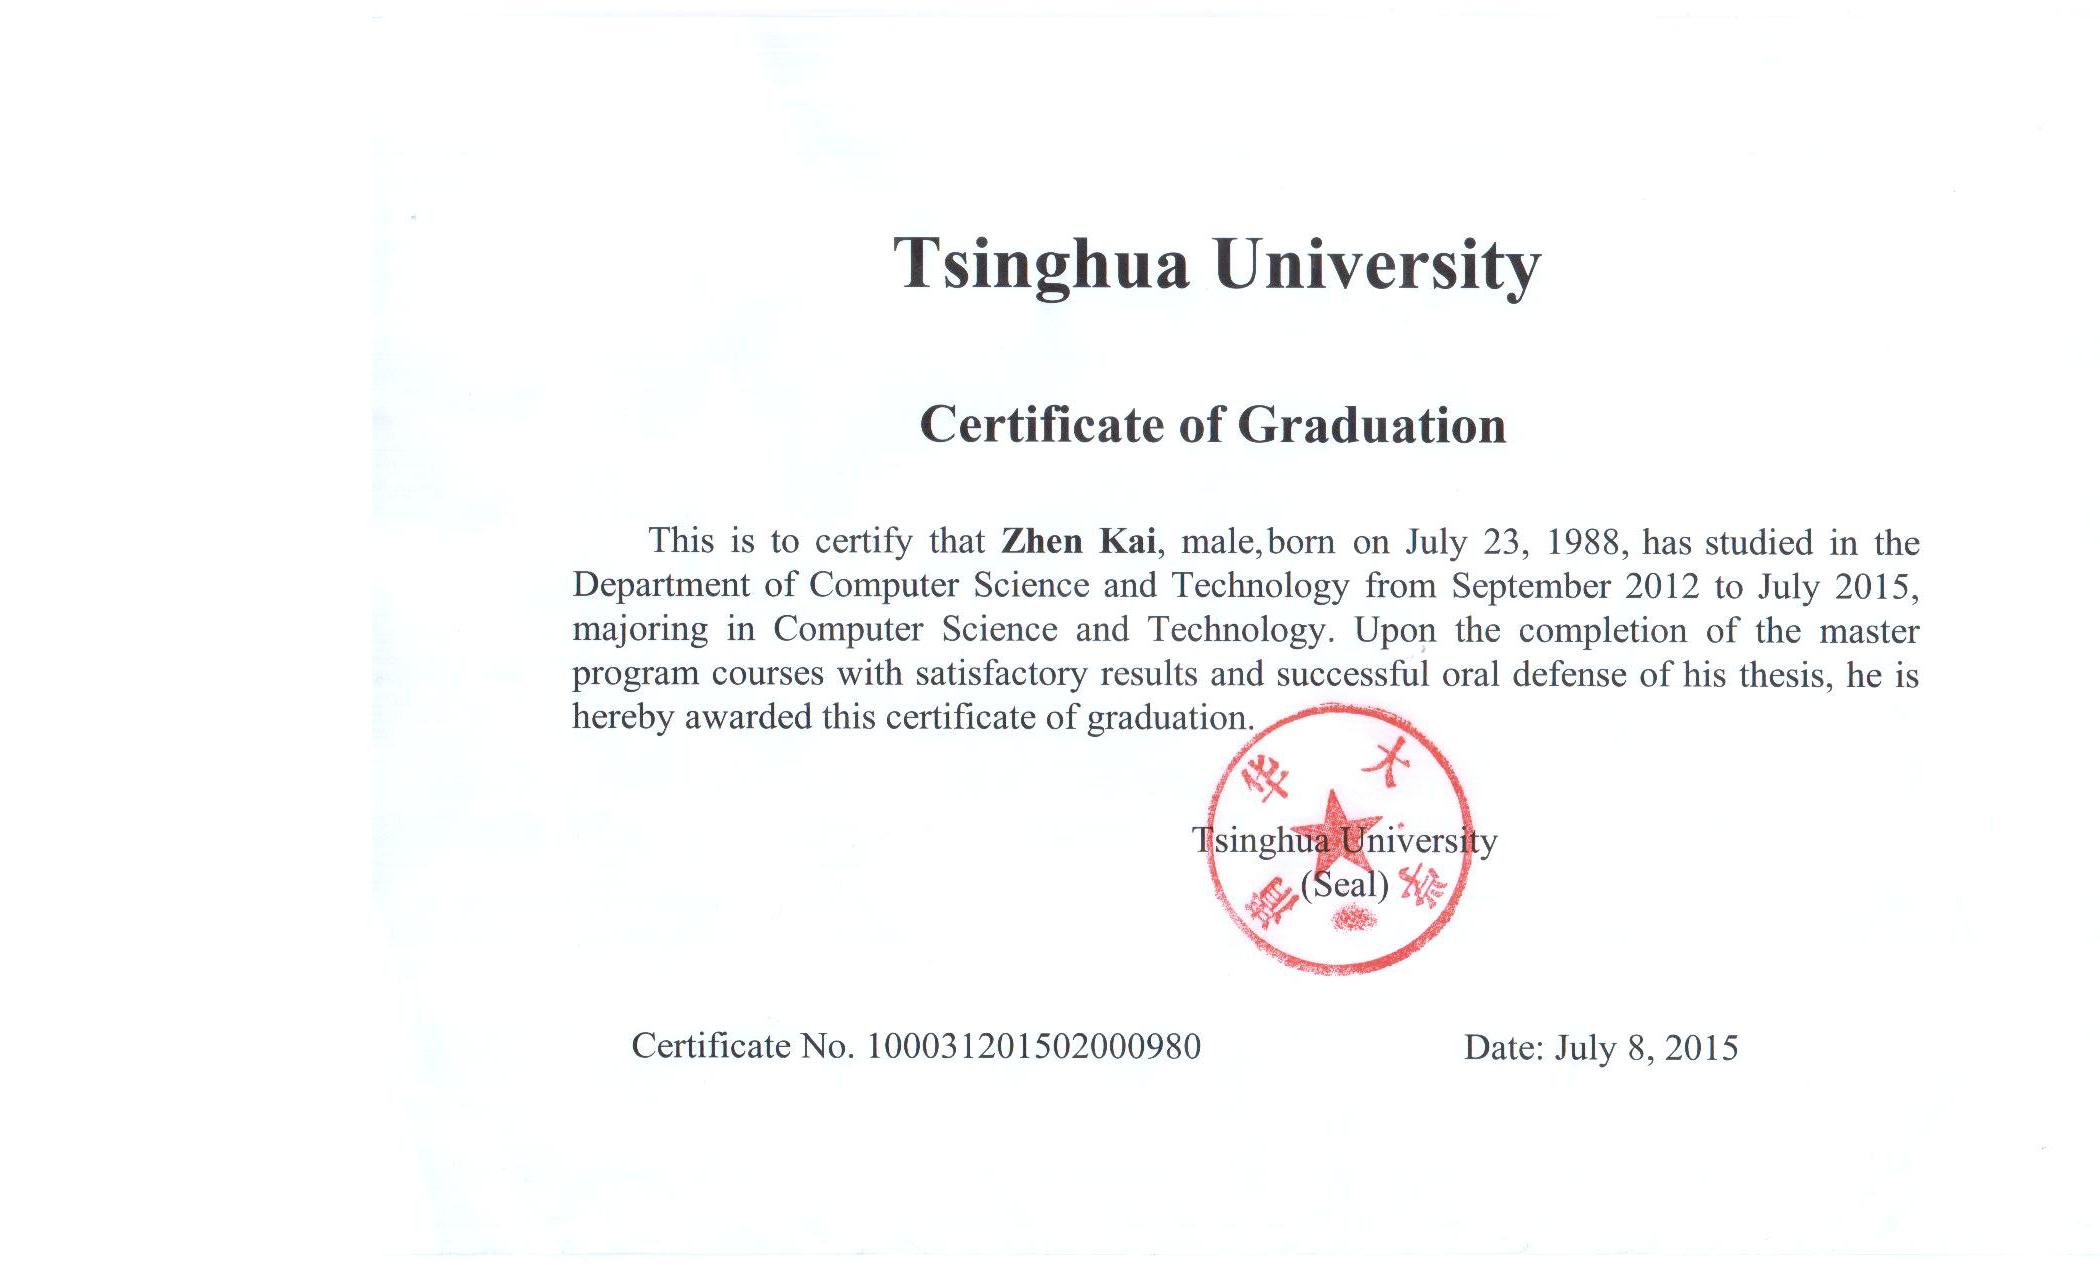 Tsinghua University
Certificate of Graduation
This is to certify that Zhen Kai, male,born on July 23, 1988, has studied in the
Department of Computer Science and Technology from September 2012 to July 2015,
majoring in Computer Science and Technology. Upon the completion of the master
program courses with satisfactory results and successful oral defense of his thesis, he is
hereby awarded this certificate of graduation.
清华大学
Tsinghua University
(Seal)
Certificate No. 100031201502000980
Date: July 8, 2015